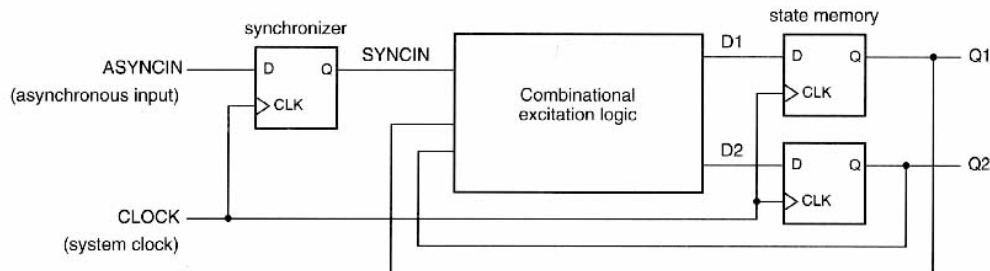 synchronizer
state memory
ASYNCIN
(asynchronous input)
D Q
CLK
SYNCIN
Combinational
excitation logic
D1
D Q
CLK
Q1
D2
D Q
CLK
Q2
CLOCK
(system clock)